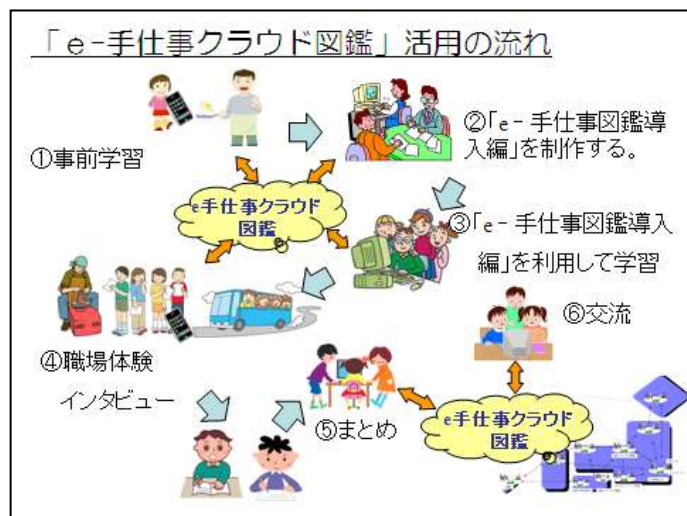 「e-手仕事クラウド図鑑」活用の流れ
①事前学習
②「e-手仕事図鑑導
入編」を制作する。
e手仕事クラウド
図鑑
③「e-手仕事図鑑導入
編」を利用して学習
④職場体験
インタビュー
⑤まとめ
⑥交流
e手仕事クラウド
図鑑